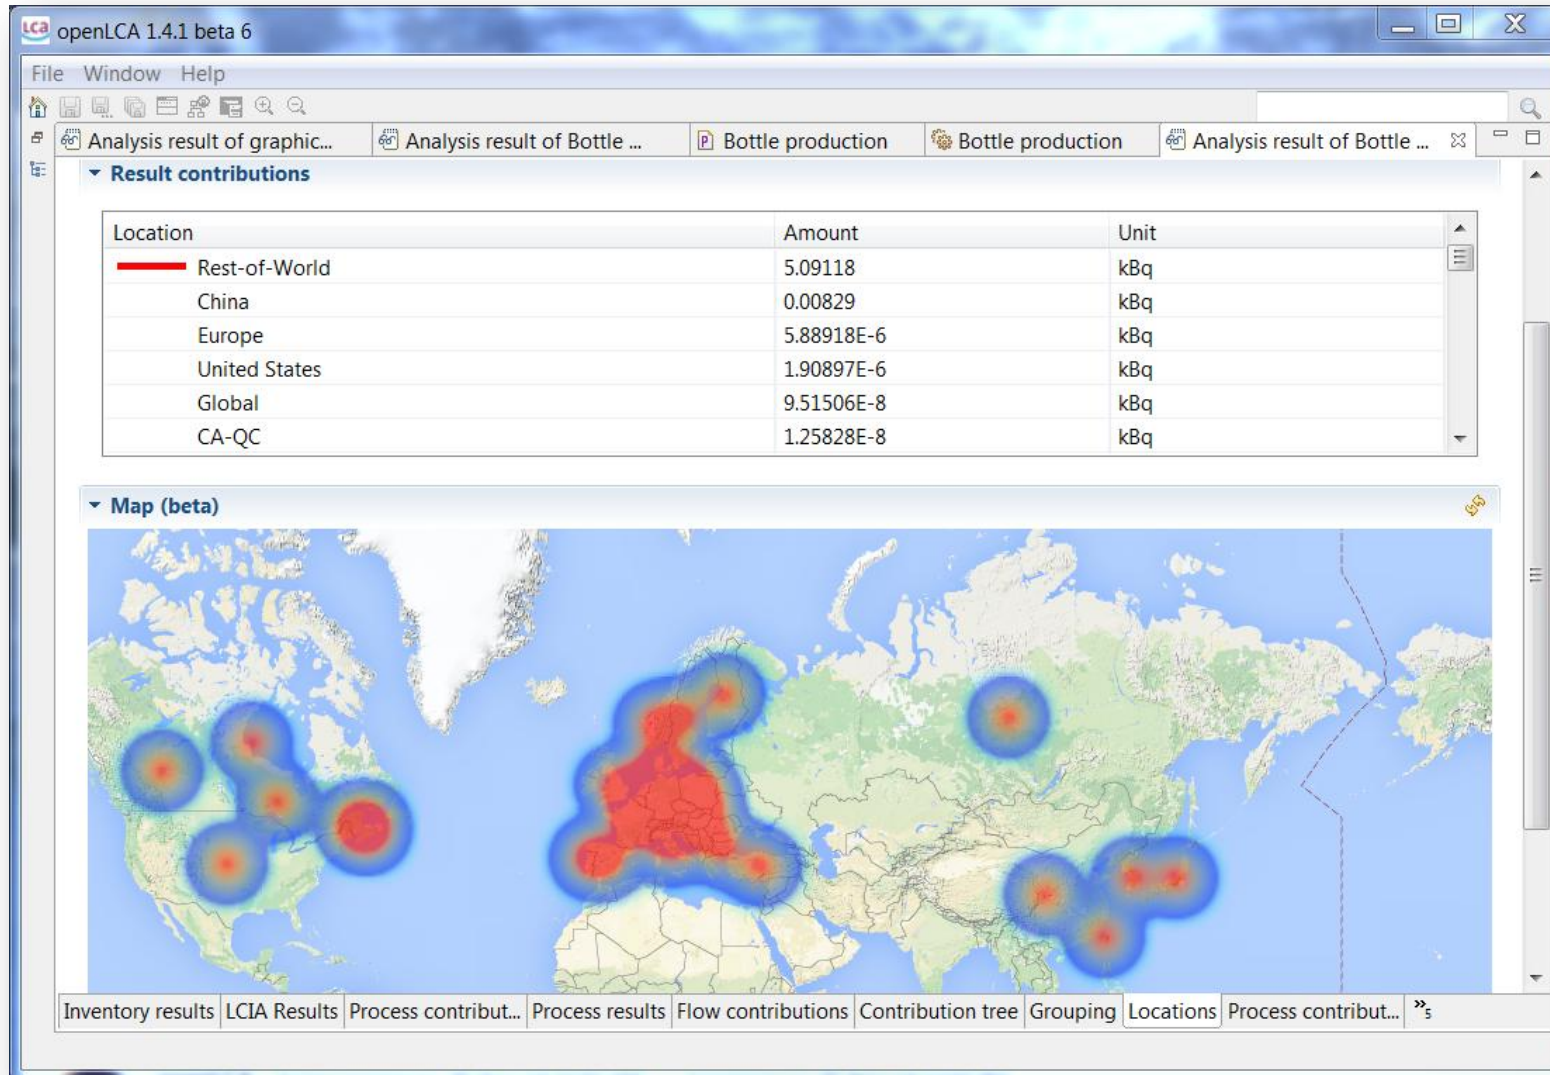 LCa openLCA 1.4.1 beta 6
File Window Help
Analysis result of graphic... Analysis result of Bottle ... P Bottle production Bottle production Analysis result of Bottle ...
Result contributions
Location Amount Unit
Rest-of-World 5.09118 kBq
China 0.00829 kBq
Europe 5.88918E-6 kBq
United States 1.90897E-6 kBq
Global 9.51506E-8 kBq
CA-QC 1.25828E-8 kBq
Map (beta)
Inventory results LCIA Results Process contribut... Process results Flow contributions Contribution tree Grouping Locations Process contribut... »5